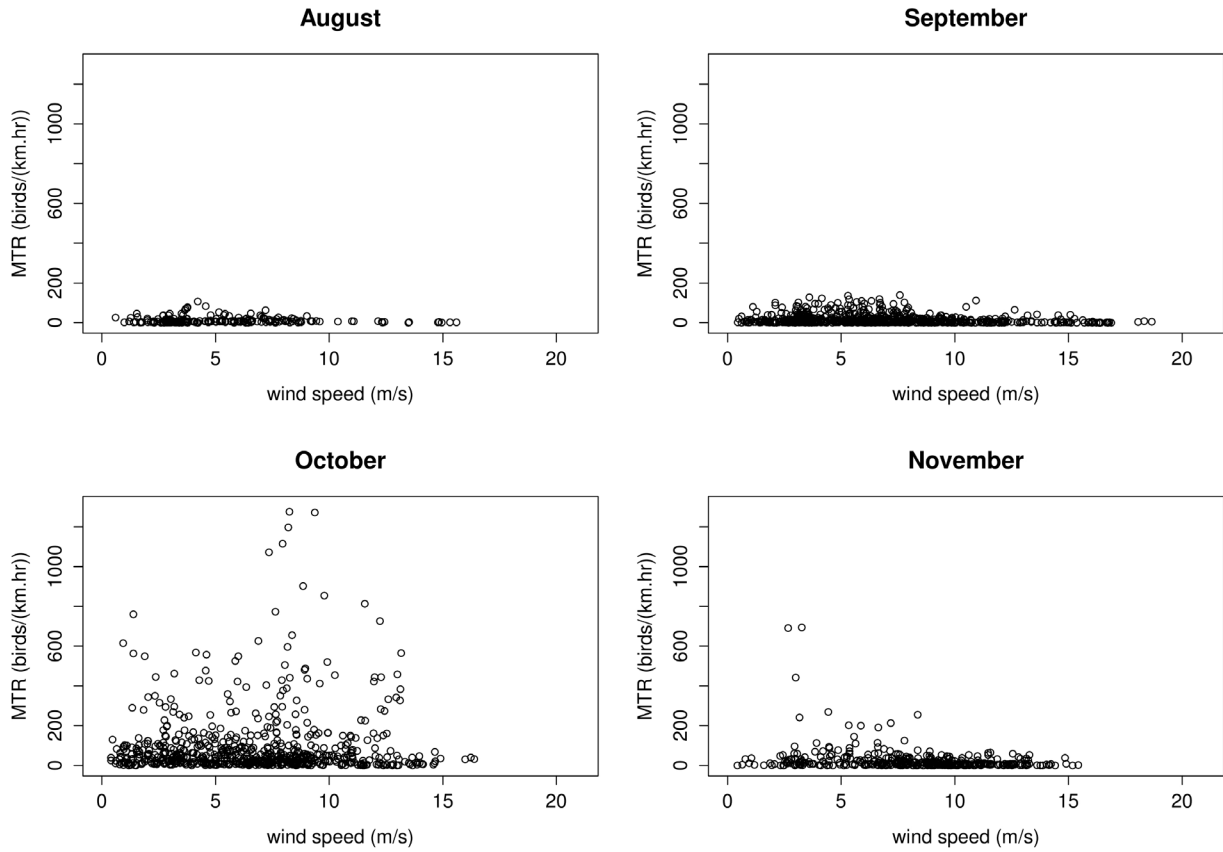 August
MTR (birds/(km.hr))
0 200 600 1000
0 5 10 15 20
wind speed (m/s)
September
MTR (birds/(km.hr))
0 200 600 1000
0 5 10 15 20
wind speed (m/s)
October
MTR (birds/(km.hr))
0 200 600 1000
0 5 10 15 20
wind speed (m/s)
November
MTR (birds/(km.hr))
0 200 600 1000
0 5 10 15 20
wind speed (m/s)